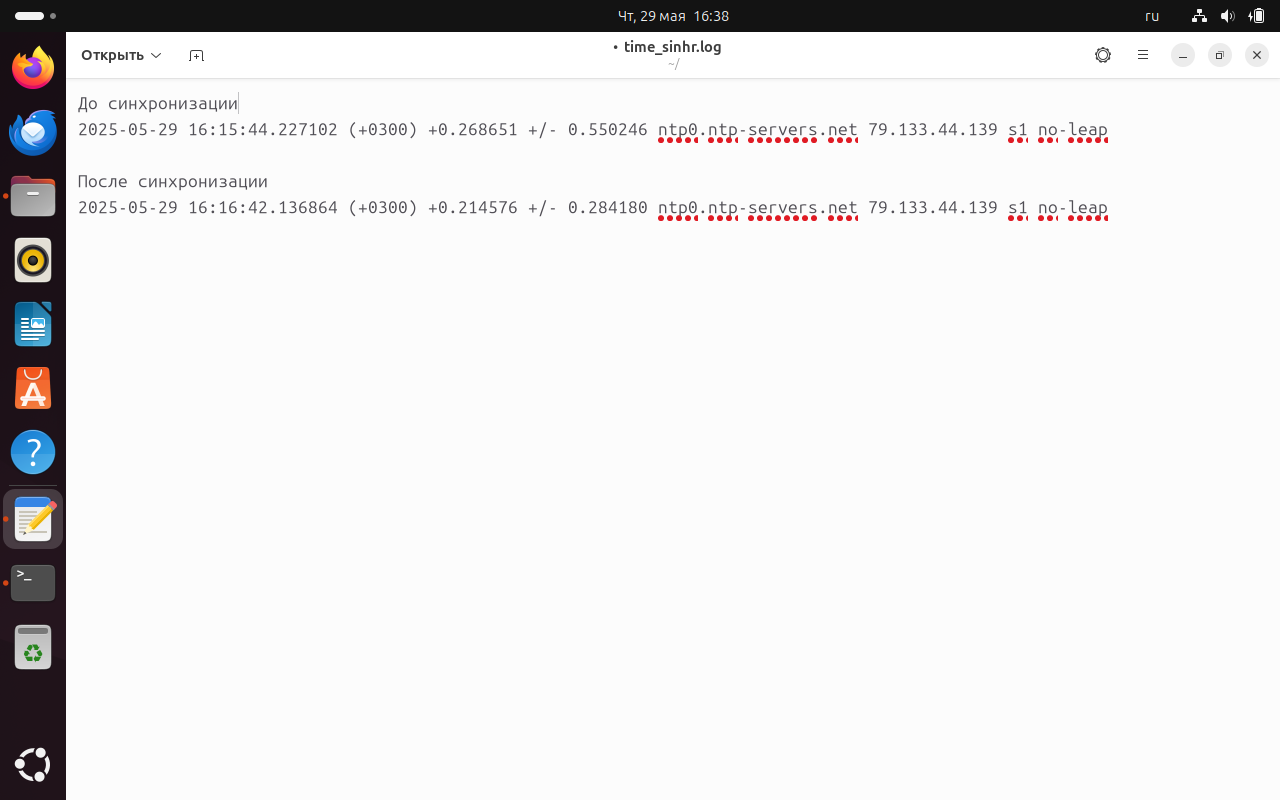 Чт, 29 мая 16:38
ru
Открыть
• time_sinhr.log
~/
До синхронизации
2025-05-29 16:15:44.227102 (+0300) +0.268651 +/- 0.550246 ntp0.ntp-servers.net 79.133.44.139 s1 no-leap
После синхронизации
2025-05-29 16:16:42.136864 (+0300) +0.214576 +/- 0.284180 ntp0.ntp-servers.net 79.133.44.139 s1 no-leap